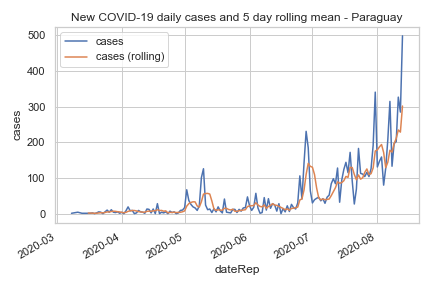 New COVID-19 daily cases and 5 day rolling mean - Paraguay
cases
cases (rolling)
500
400
300
200
100
0
cases
2020-03
2020-04
2020-05
2020-06
2020-07
2020-08
dateRep